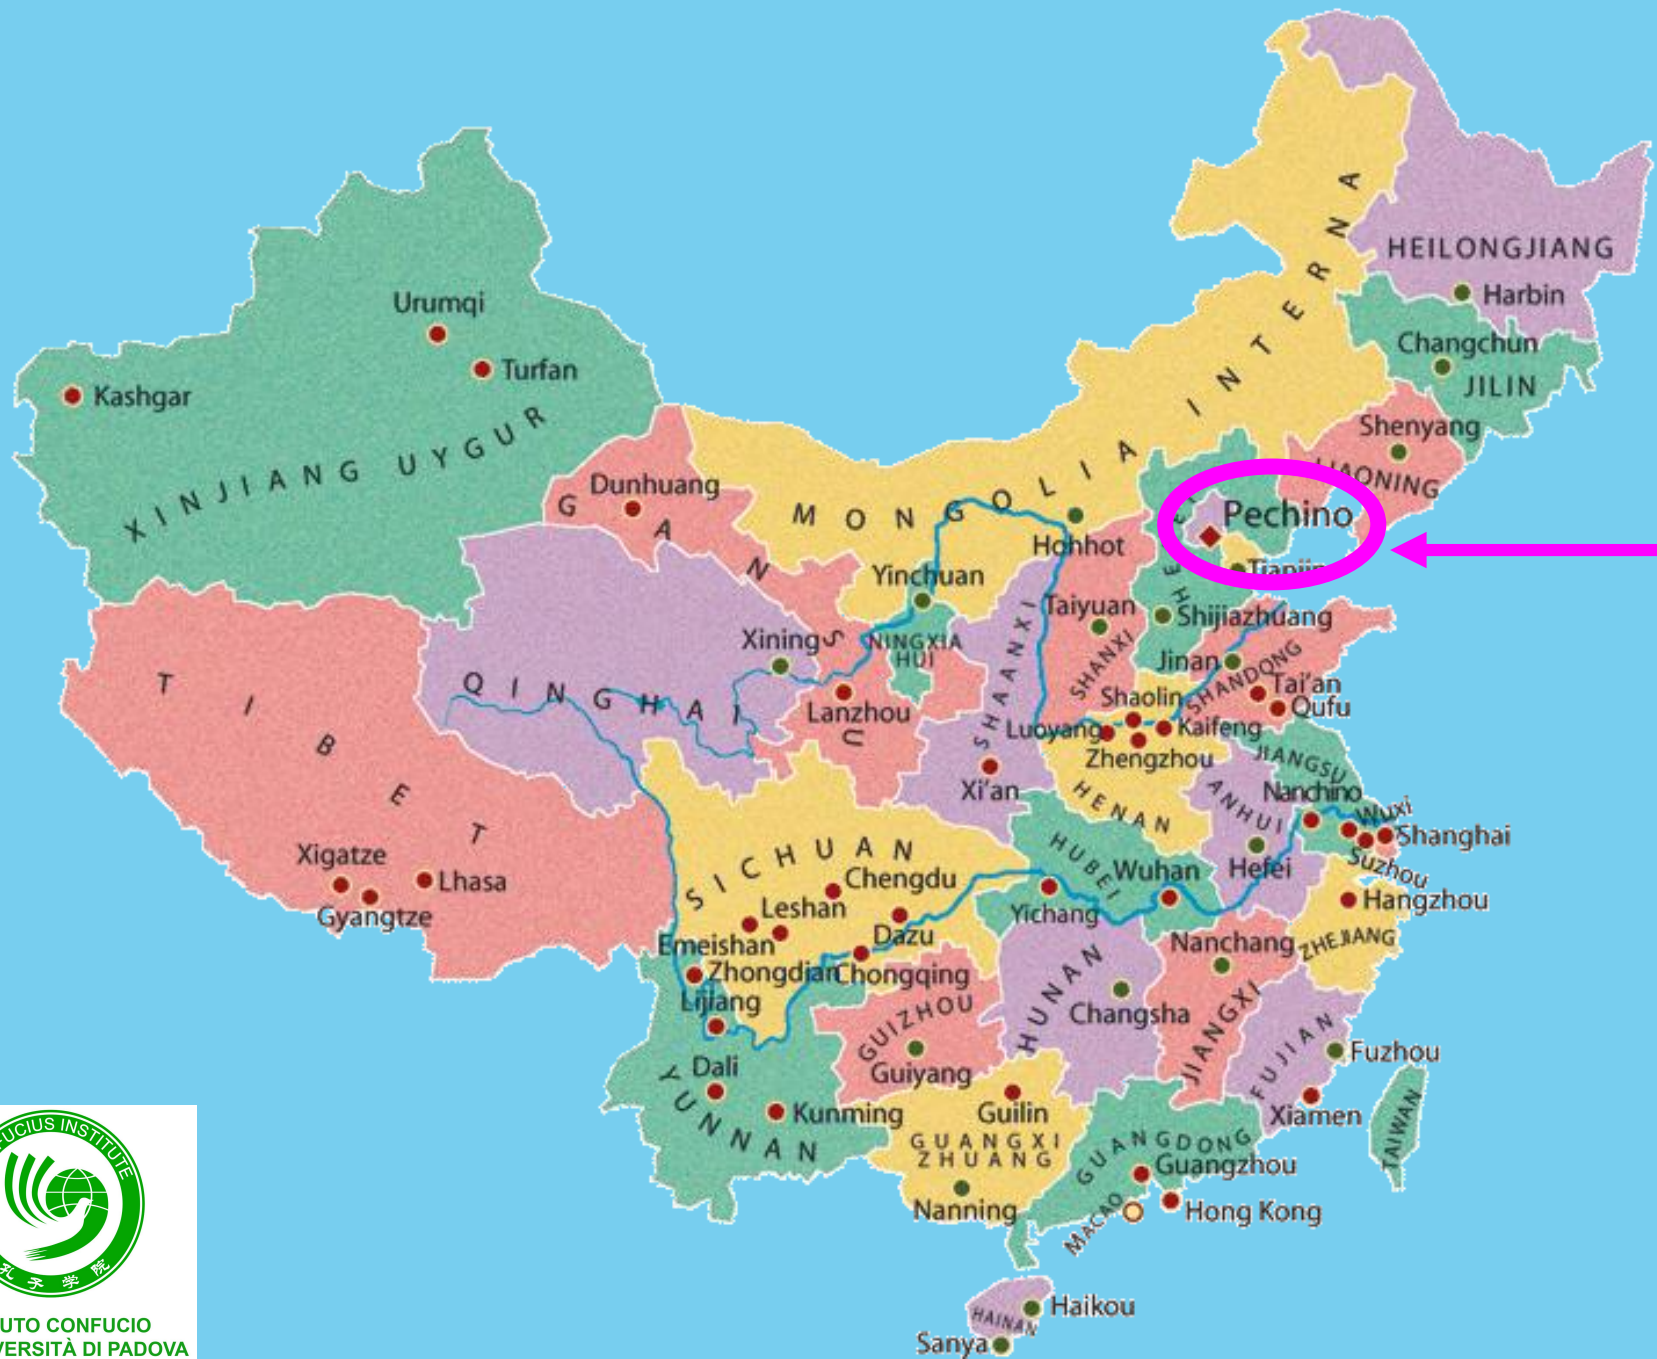 HEILONGJIANG
Harbin
Urumqi
Changchun
Turfan
JILIN
Kashgar
Shenyang
XINJIANG UYGUR
MONGOLIA INTERNA
LIAONING
Dunhuang
GANSU
Pechino
Hohhot
Tianjin
HEBEI
Yinchuan
Taiyuan
Shijiazhuang
Xining
NINGXIA
HUI
SHAANXI
SHANXI
Jinan
SHANDONG
TIBET
QINGHAI
Lanzhou
Shaolin
Tai'an
Qufu
Luoyang
Kaifeng
Zhengzhou
JIANGSU
Xi'an
HENAN
ANHUI
Nanchino
Wuxi
Shanghai
Suzhou
SICHUAN
HUBEI
Wuhan
Hefei
Xigatze
Lhasa
Gyangtze
Chengdu
Leshan
Emeishan
Dazu
Yichang
Hangzhou
ZHEJIANG
Nanchang
Zhongdian
Chongqing
Lijiang
HUNAN
Changsha
JIANGXI
GUIZHOU
Guiyang
FUJIAN
Fuzhou
Dali
YUNNAN
Kunming
Guilin
Xiamen
TAIWAN
GUANGXI
ZHUANG
GUANGDONG
Guangzhou
Nanning
MACAO
Hong Kong
HAINAN
Haikou
Sanya
FUCIUS INSTITUTE
孔子学院
UTO CONFUCIO
VERSITÀ DI PADOVA